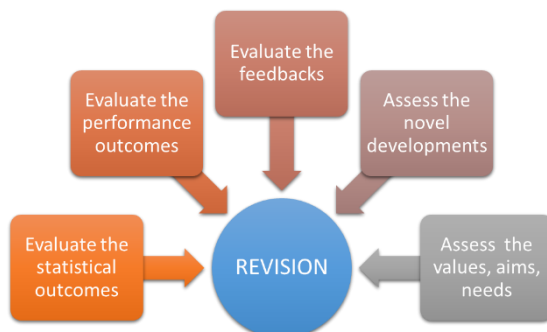 Evaluate the
feedbacks
Evaluate the
performance
outcomes
Assess the
novel
developments
Evaluate the
statistical
outcomes
REVISION
Assess the
values, aims,
needs